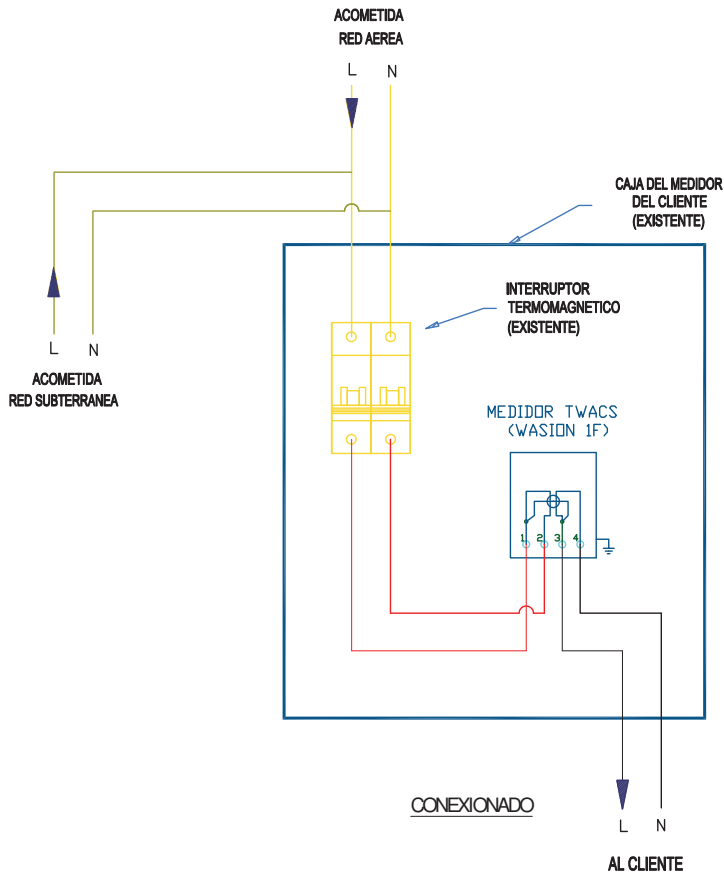 ACOMETIDA
RED AEREA
L N
CAJA DEL MEDIDOR
DEL CLIENTE
(EXISTENTE)
INTERRUPTOR
TERMOMAGNETICO
(EXISTENTE)
L N
ACOMETIDA
RED SUBTERRANEA
MEDIDOR TWACS
(WASION 1F)
1 2 3 4
CONEXIONADO
L N
AL CLIENTE